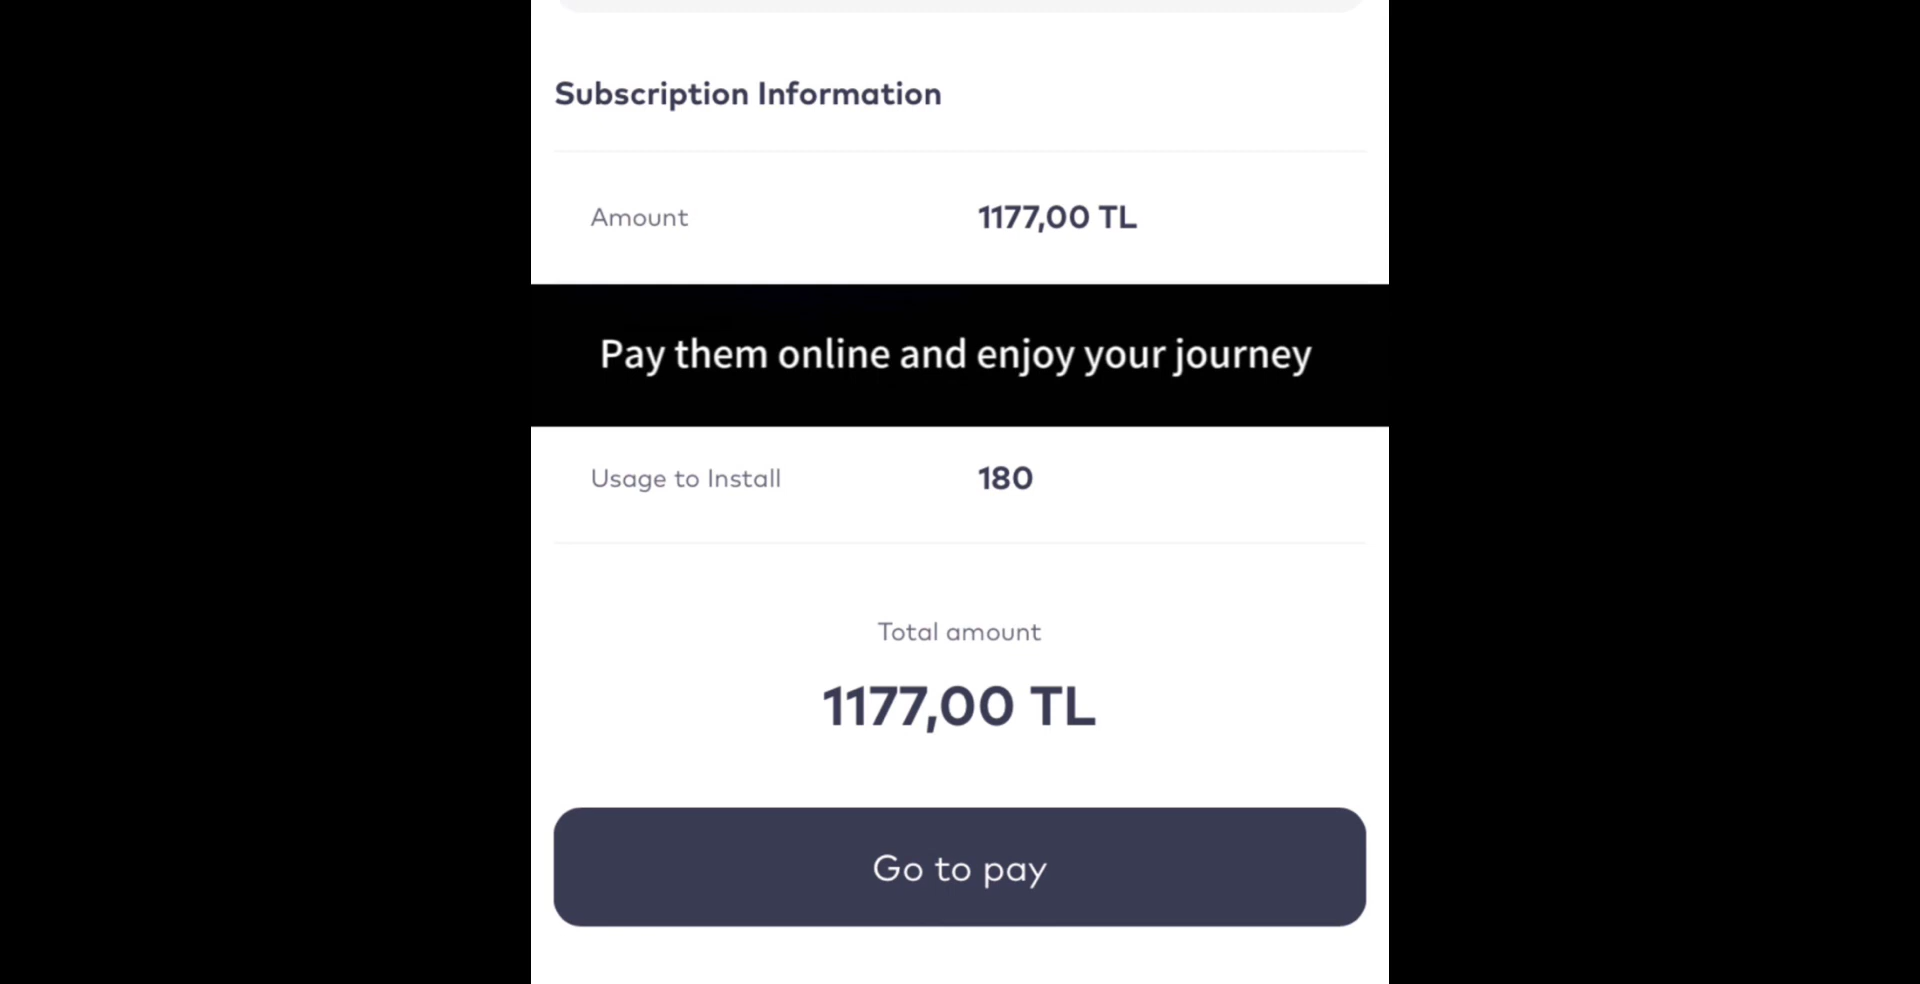 Subscription Information
Amount 1177,00 TL
Pay them online and enjoy your journey
Usage to Install 180
Total amount
1177,00 TL
Go to pay